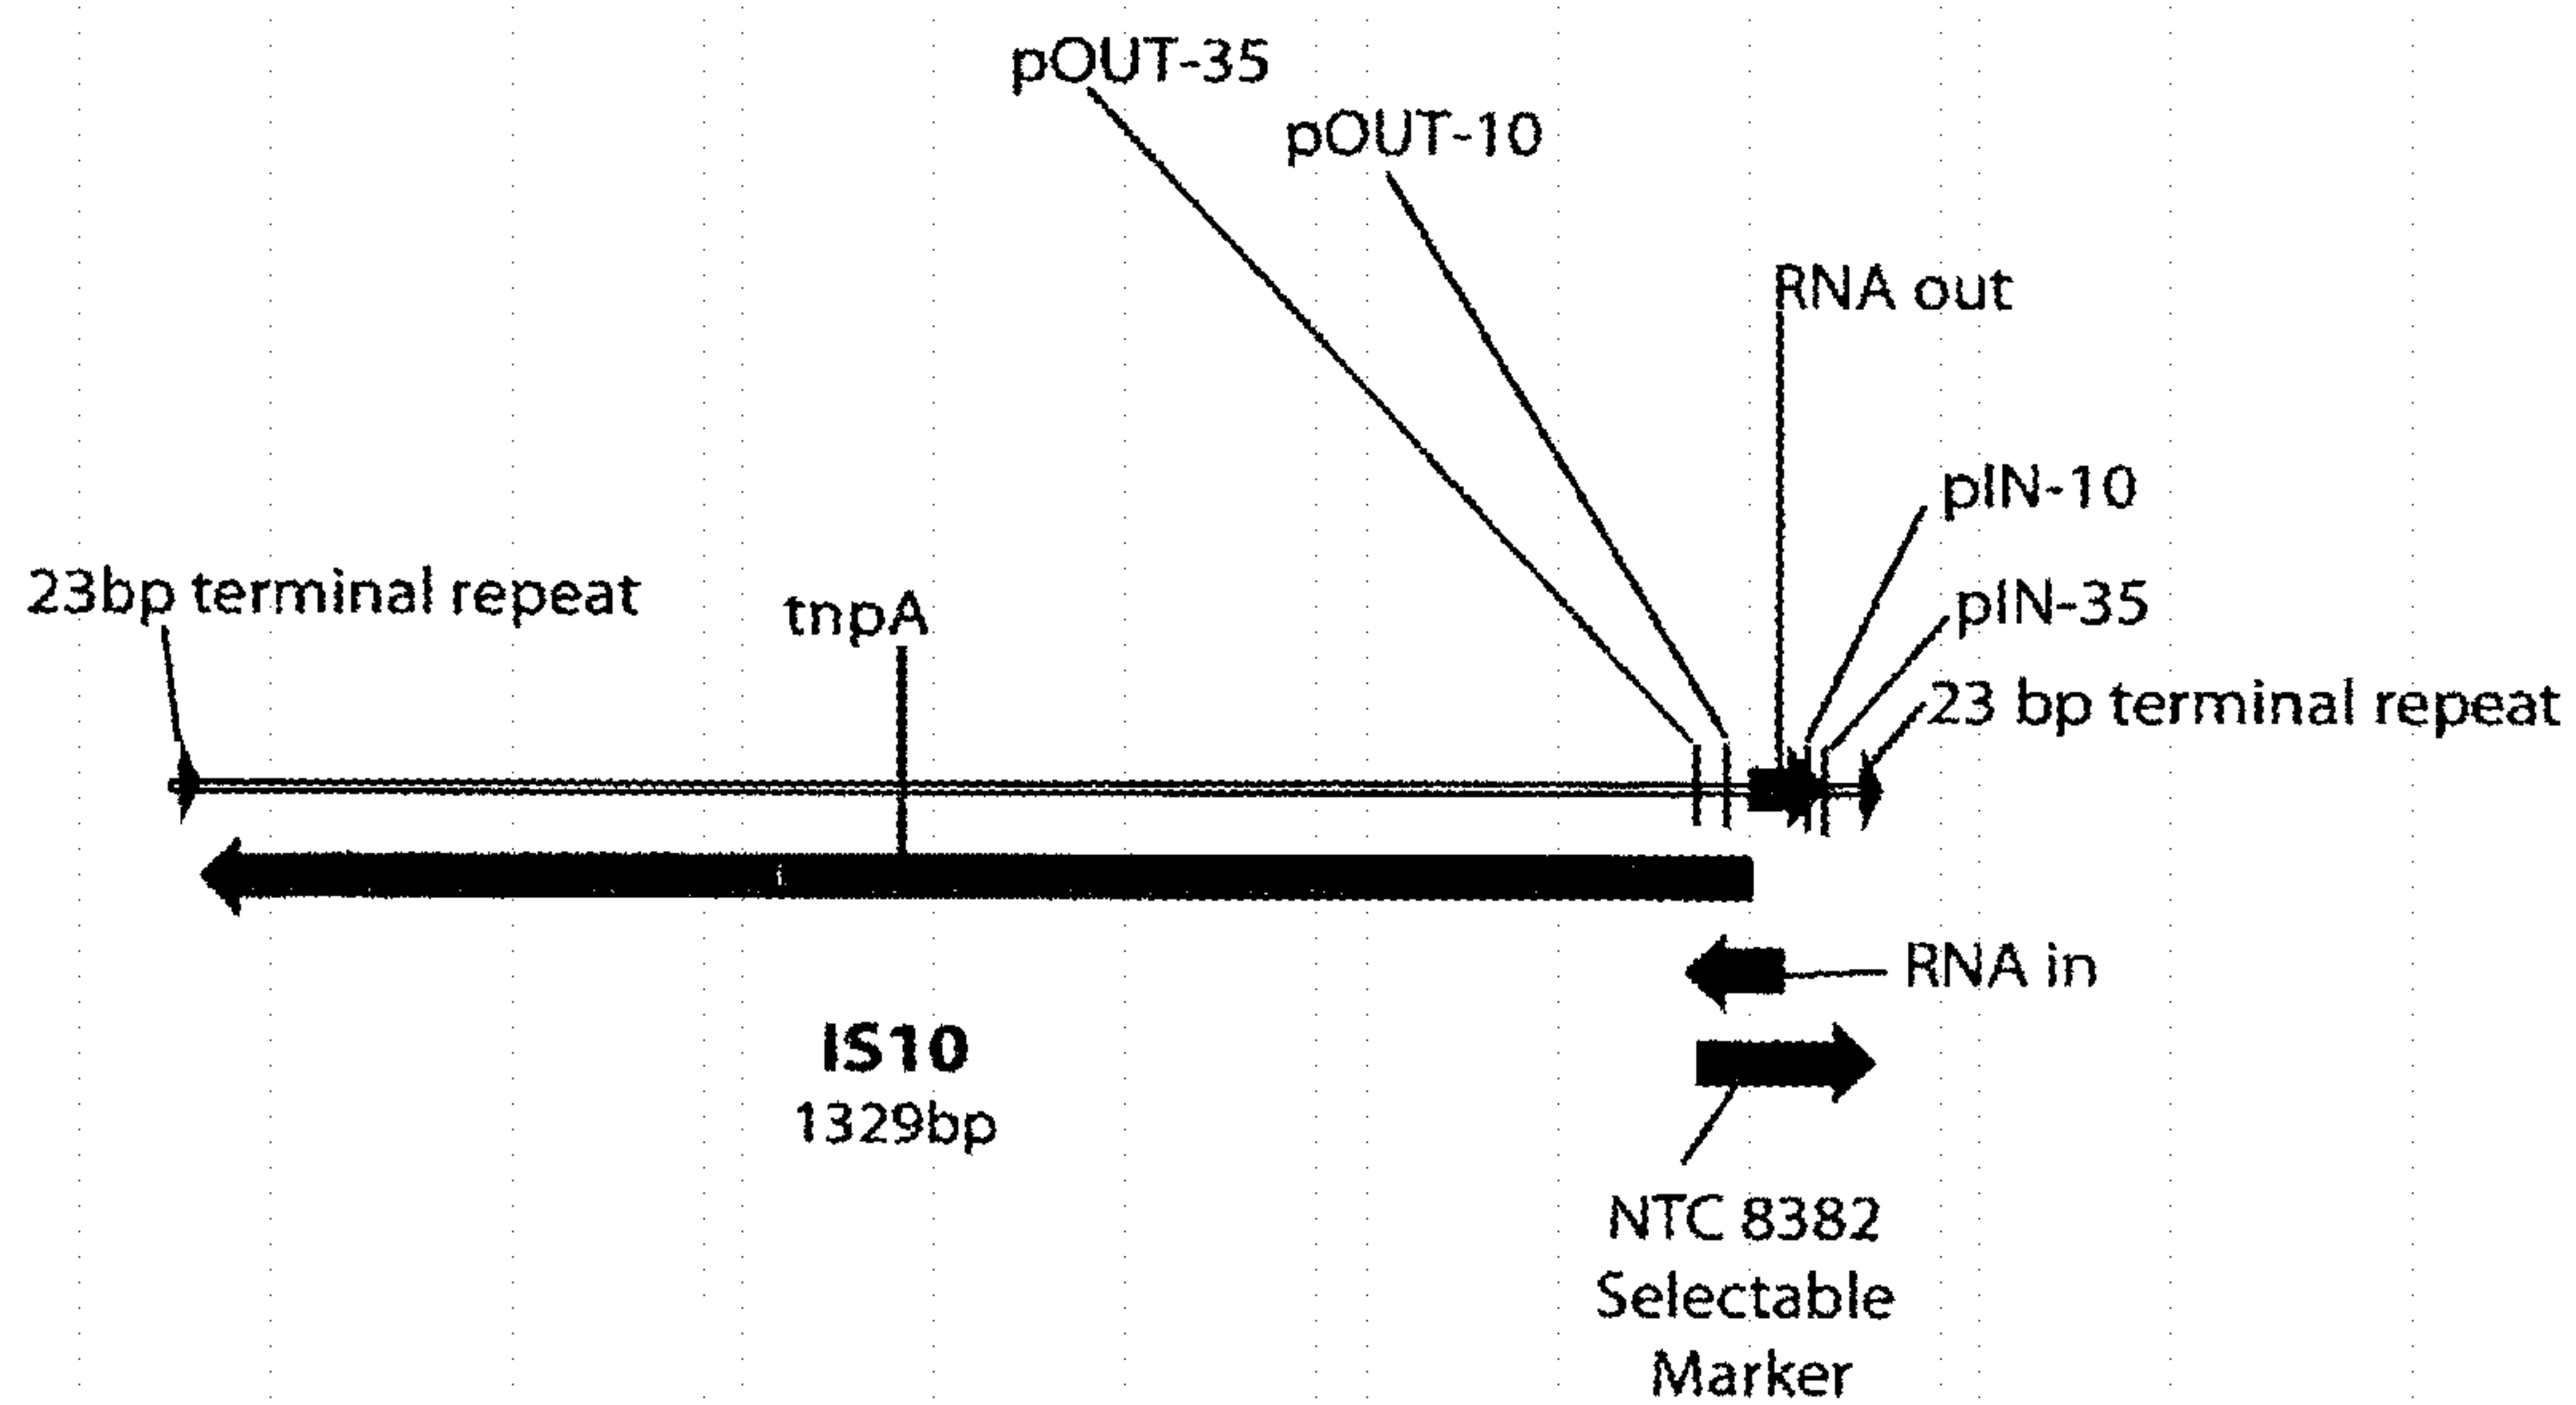 pOUT-35
pOUT-10
RNA out
pIN-10
23bp terminal repeat
tnpA
pIN-35
23 bp terminal repeat
RNA in
IS10
1329bp
NTC 8382
Selectable
Marker